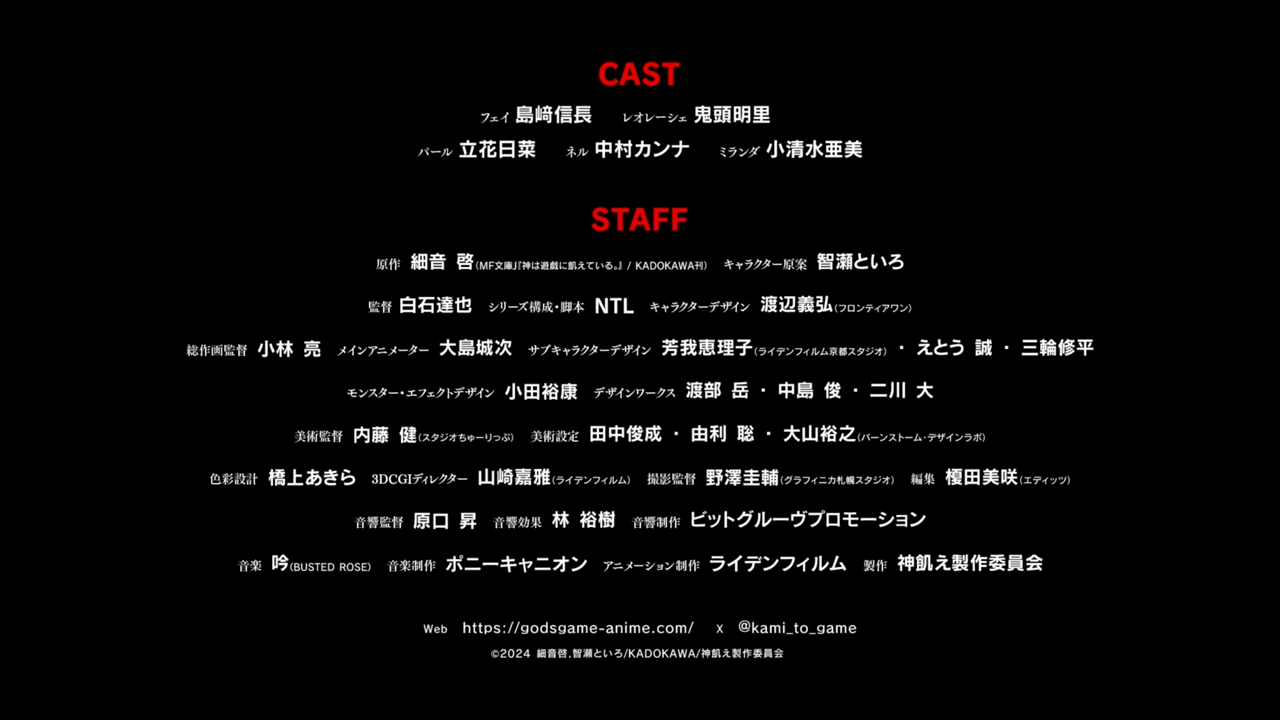 CAST
フェイ 島﨑信長 レオレーシェ 鬼頭明里
パール 立花日菜 ネル 中村カンナ ミランダ 小清水亜美
STAFF
原作 細音 啓(MF文庫J『神は遊戯に飢えている。』 / KADOKAWA刊) キャラクター原案 智瀬といろ
監督 白石達也 シリーズ構成・脚本 NTL キャラクターデザイン 渡辺義弘(フロンティアワン)
総作画監督 小林 亮 メインアニメーター 大島城次 サブキャラクターデザイン 芳我恵理子(ライデンフィルム京都スタジオ) ・ えとう 誠 ・ 三輪修平
モンスター・エフェクトデザイン 小田裕康 デザインワークス 渡部 岳 ・ 中島 俊 ・ 二川 大
美術監督 内藤 健(スタジオちゅーりっぷ) 美術設定 田中俊成 ・ 由利 聡 ・ 大山裕之(バーンストーム・デザインラボ)
色彩設計 橋上あきら 3DCGIディレクター 山崎嘉雅(ライデンフィルム) 撮影監督 野澤圭輔(グラフィニカ札幌スタジオ) 編集 榎田美咲(エディッツ)
音響監督 原口 昇 音響効果 林 裕樹 音響制作 ビットグルーヴプロモーション
音楽 吟(BUSTED ROSE) 音楽制作 ポニーキャニオン アニメーション制作 ライデンフィルム 製作 神飢え製作委員会
Web https://godsgame-anime.com/ X @kami_to_game
©2024 細音啓,智瀬といろ/KADOKAWA/神飢え製作委員会